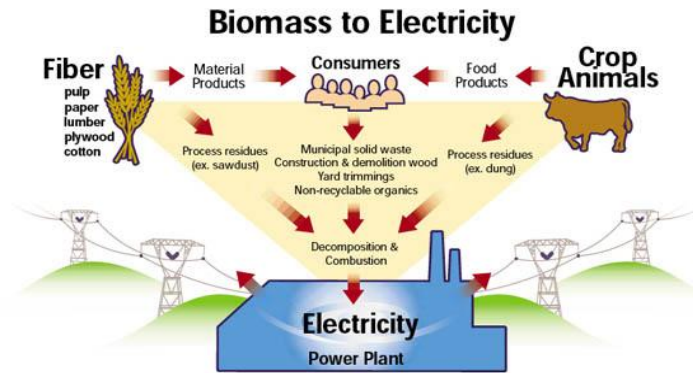 Biomass to Electricity
Fiber
pulp
paper
lumber
plywood
cotton
Material
Products
Consumers
Food
Products
Crop
Animals
Process residues
(ex. sawdust)
Municipal solid waste
Construction & demolition wood
Yard trimmings
Non-recyclable organics
Process residues
(ex. dung)
Decomposition &
Combustion
Electricity
Power Plant